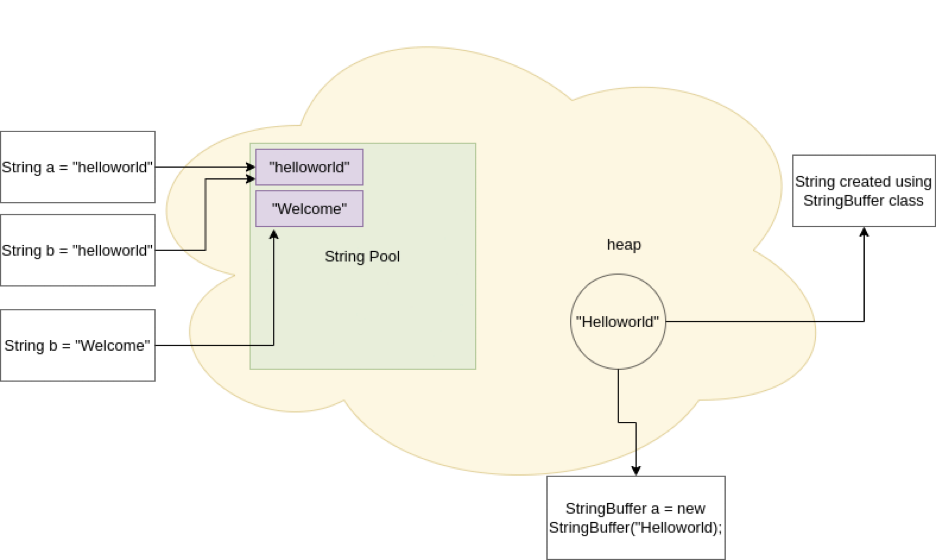 String a = "helloworld"
String b = "helloworld"
String b = "Welcome"
"helloworld"
"Welcome"
String Pool
heap
"Helloworld"
String created using
StringBuffer class
StringBuffer a = new
StringBuffer("Helloworld);